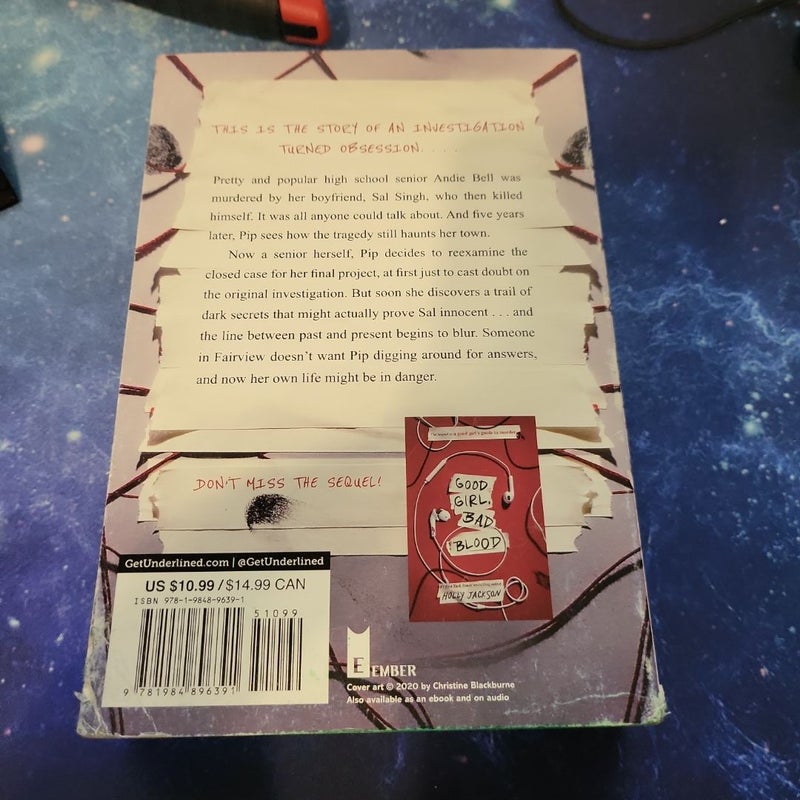 THIS IS THE STORY OF AN INVESTIGATION
TURNED OBSESSION. . . .
Pretty and popular high school senior Andie Bell was
murdered by her boyfriend, Sal Singh, who then killed
himself. It was all anyone could talk about. And five years
later, Pip sees how the tragedy still haunts her town.
Now a senior herself, Pip decides to reexamine the
closed case for her final project, at first just to cast doubt on
the original investigation. But soon she discovers a trail of
dark secrets that might actually prove Sal innocent . . . and
the line between past and present begins to blur. Someone
in Fairview doesn't want Pip digging around for answers,
and now her own life might be in danger.
DON'T MISS THE SEQUEL!
The sequel to a good girl's guide to murder
GOOD
GIRL,
BAD
BLOOD
HOLLY JACKSON
GetUnderlined.com | @GetUnderlined
US $10.99 / $14.99 CAN
ISBN 978-1-9848-9639-1
51099
9 781984 896391
E EMBER
Cover art © 2020 by Christine Blackburne
Also available as an ebook and on audio